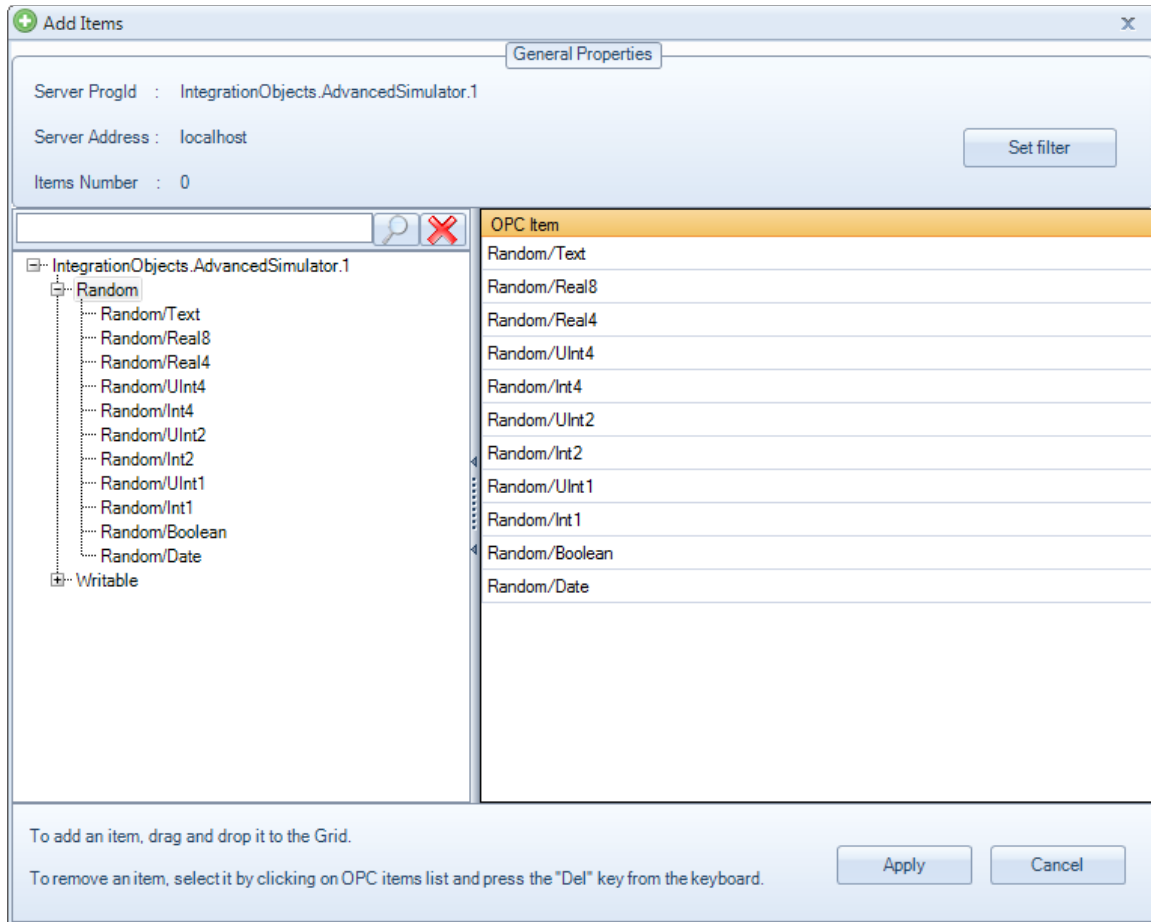 Add Items
General Properties
Server ProgId : IntegrationObjects.AdvancedSimulator.1
Server Address : localhost
Set filter
Items Number : 0
IntegrationObjects.AdvancedSimulator.1
Random
Random/Text
Random/Real8
Random/Real4
Random/UInt4
Random/Int4
Random/UInt2
Random/Int2
Random/UInt1
Random/Int1
Random/Boolean
Random/Date
Writable
OPC Item
Random/Text
Random/Real8
Random/Real4
Random/UInt4
Random/Int4
Random/UInt2
Random/Int2
Random/UInt1
Random/Int1
Random/Boolean
Random/Date
To add an item, drag and drop it to the Grid.
To remove an item, select it by clicking on OPC items list and press the "Del" key from the keyboard.
Apply
Cancel